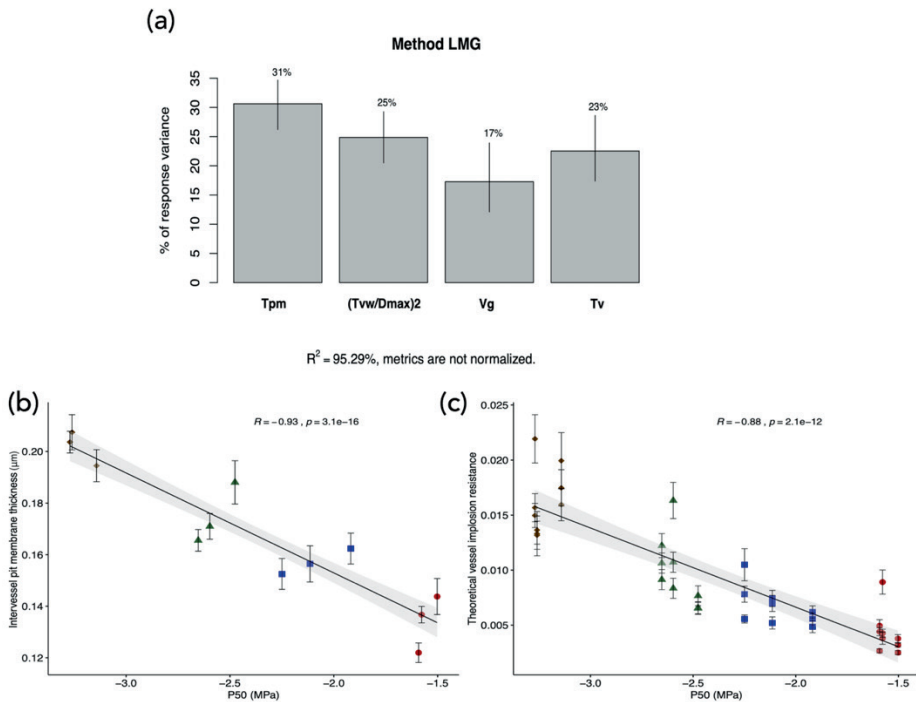 (a)
Method LMG
% of response variance
35
30
25
20
15
10
5
0
31%
25%
17%
23%
Tpm
(Tvw/Dmax)2
Vg
Tv
R² = 95.29%, metrics are not normalized.
(b)
R = −0.93 , p = 3.1e−16
Intervessel pit membrane thickness (µm)
0.20
0.18
0.16
0.14
0.12
−3.0
−2.5
−2.0
−1.5
P50 (MPa)
(c)
R = −0.88 , p = 2.1e−12
Theoretical vessel implosion resistance
0.025
0.020
0.015
0.010
0.005
−3.0
−2.5
−2.0
−1.5
P50 (MPa)